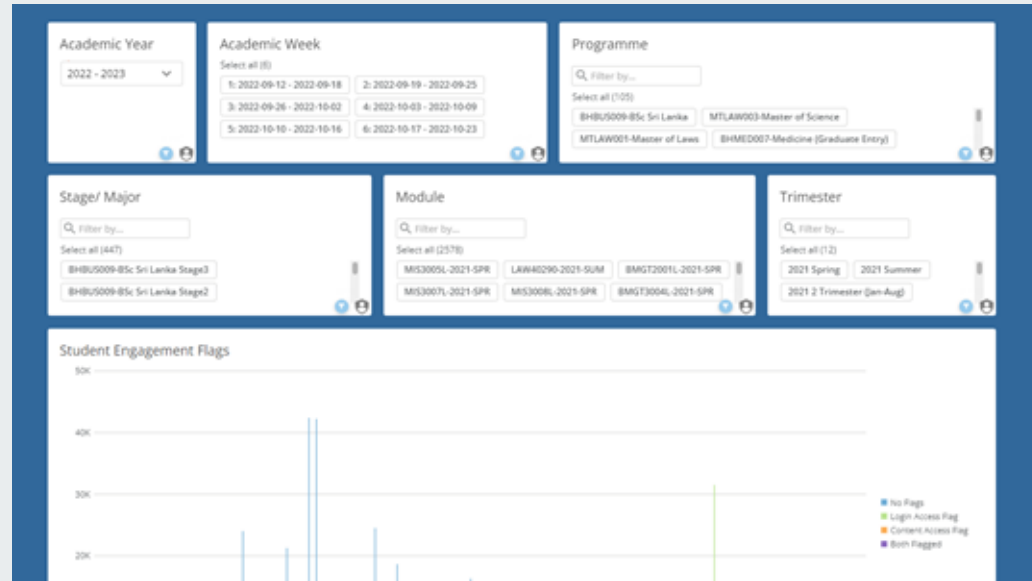 Academic Year
2022 - 2023
Academic Week
Select all (6)
1: 2022-09-12 - 2022-09-18
2: 2022-09-19 - 2022-09-25
3: 2022-09-26 - 2022-10-02
4: 2022-10-03 - 2022-10-09
5: 2022-10-10 - 2022-10-16
6: 2022-10-17 - 2022-10-23
Programme
Filter by...
Select all (105)
BHBUS009-BSc Sri Lanka
MTLAW003-Master of Science
MTLAW001-Master of Laws
BHMED007-Medicine (Graduate Entry)
Stage/ Major
Filter by...
Select all (447)
BHBUS009-BSc Sri Lanka Stage3
BHBUS009-BSc Sri Lanka Stage2
Module
Filter by...
Select all (2578)
MIS3005L-2021-SPR
LAW40290-2021-SUM
BMGT2001L-2021-SPR
MIS3007L-2021-SPR
MIS3008L-2021-SPR
BMGT3004L-2021-SPR
Trimester
Filter by...
Select all (12)
2021 Spring
2021 Summer
2021 2 Trimester (Jan-Aug)
Student Engagement Flags
50K
40K
30K
20K
No Flags
Login Access Flag
Content Access Flag
Both Flagged